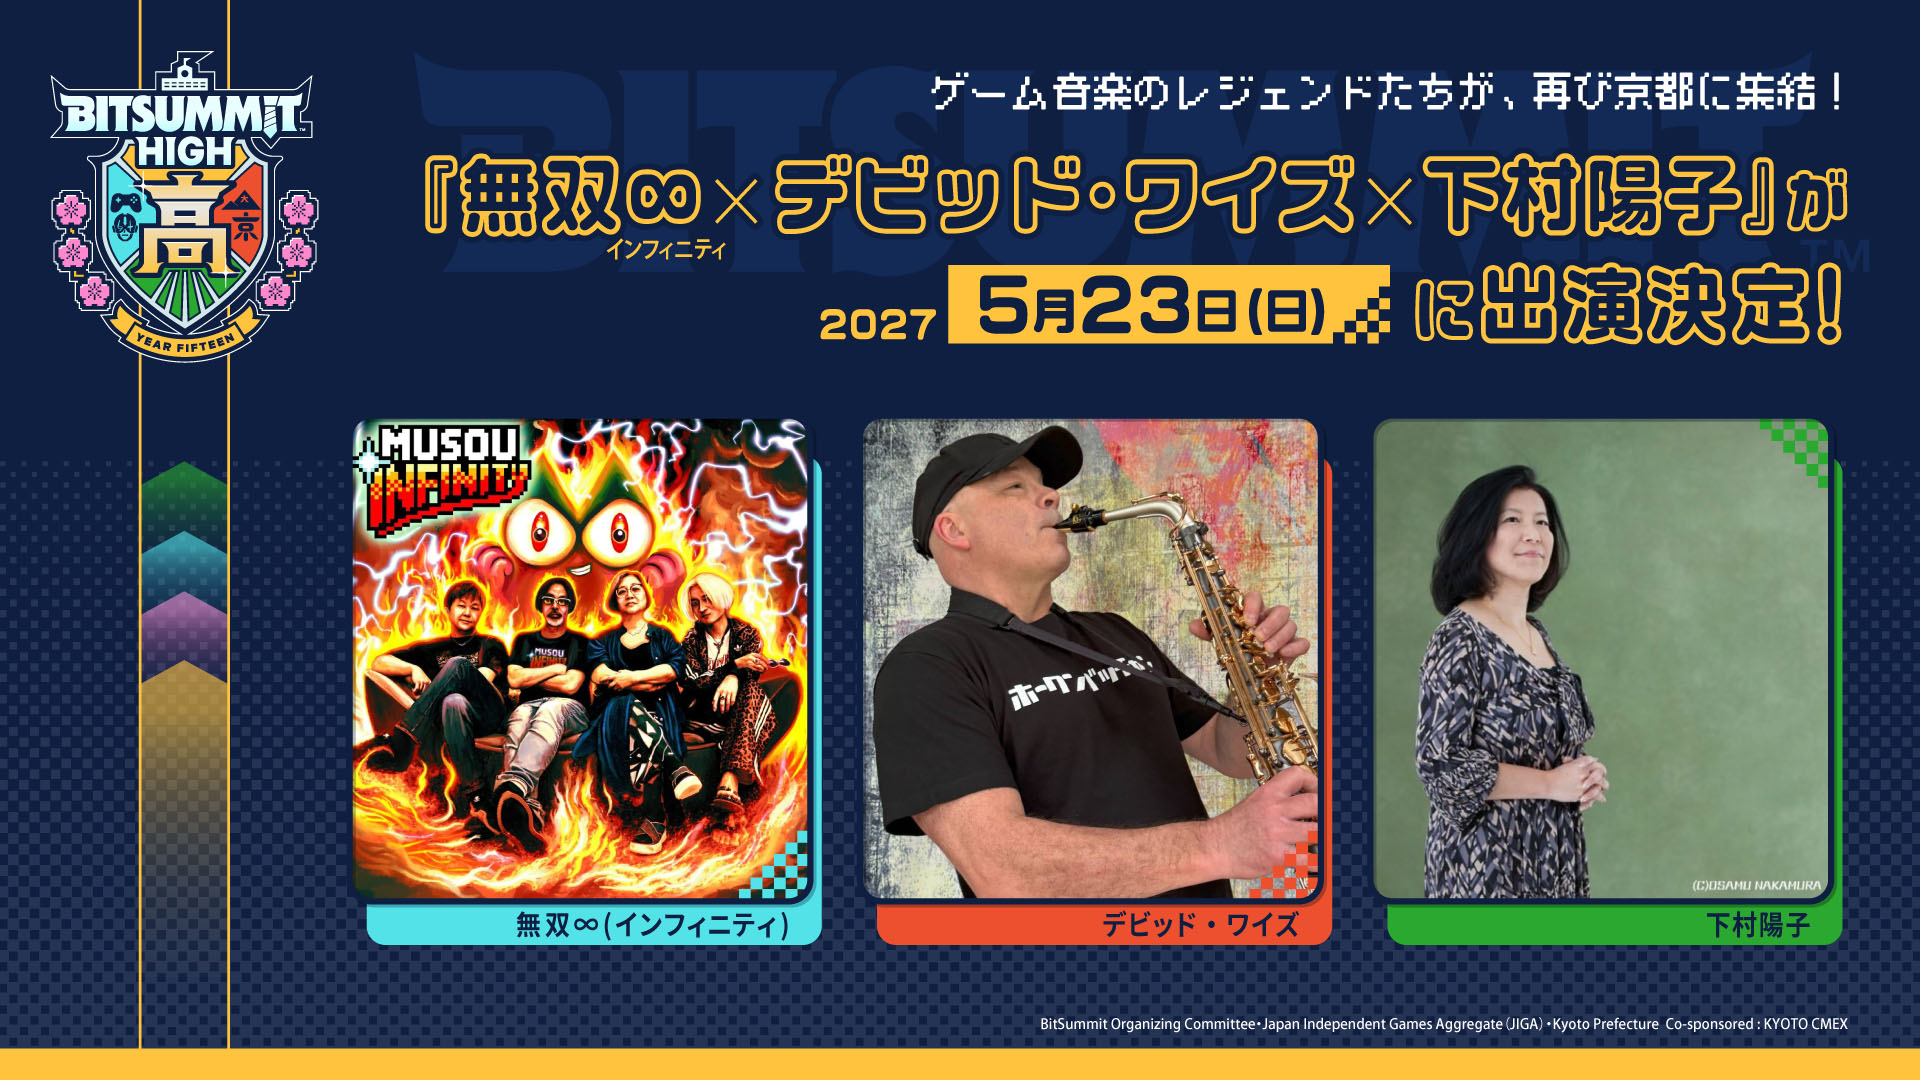 BITSUMMIT
HIGH
高
大
京
YEAR FIFTEEN
BITSUMMIT™
ゲーム音楽のレジェンドたちが、再び京都に集結！
『無双∞×デビッド・ワイズ×下村陽子』が
インフィニティ
2027 5月23日(日) に出演決定！
MUSOU
INFINITY
MUSOU
INFINITY
(C)OSAMU NAKAMURA
無双∞(インフィニティ)
デビッド・ワイズ
下村陽子
BitSummit Organizing Committee・Japan Independent Games Aggregate（JIGA）・Kyoto Prefecture Co-sponsored : KYOTO CMEX